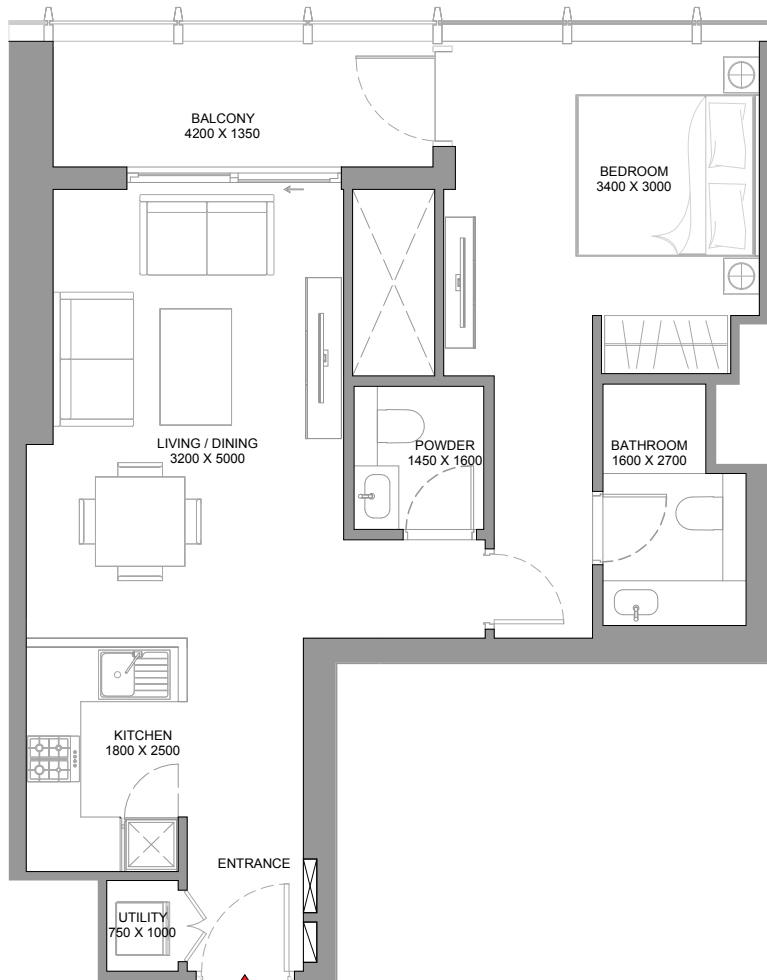 BALCONY
4200 X 1350
BEDROOM
3400 X 3000
LIVING / DINING
3200 X 5000
POWDER
1450 X 1600
BATHROOM
1600 X 2700
KITCHEN
1800 X 2500
ENTRANCE
UTILITY
750 X 1000